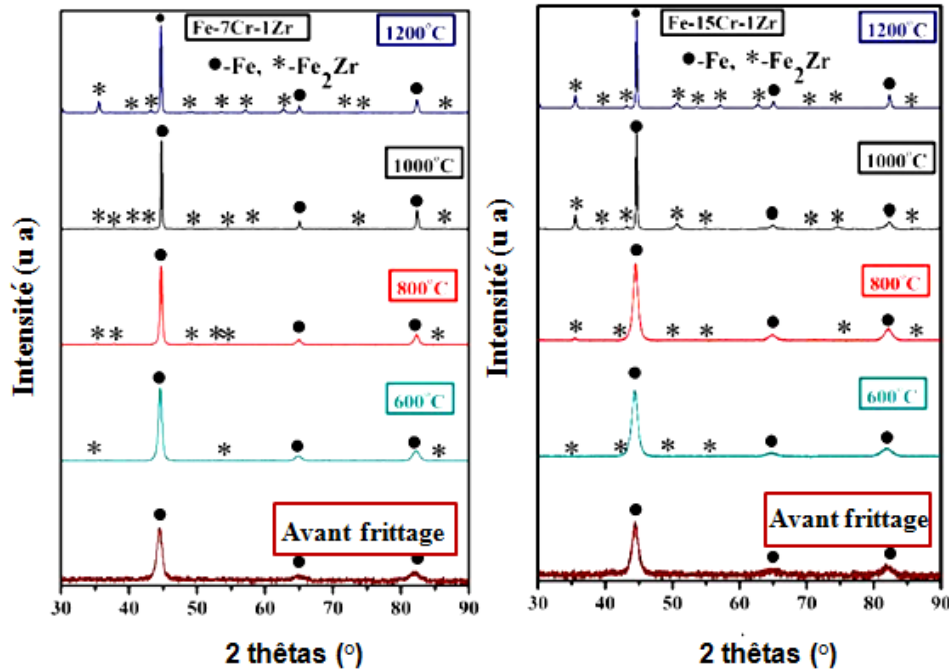 Fe-7Cr-1Zr
1200°C
●-Fe, *-Fe2Zr
1000°C
800°C
600°C
Avant frittage
Intensité (u a)
30 40 50 60 70 80 90
2 thêtas (°)
Fe-15Cr-1Zr
1200°C
●-Fe, *-Fe2Zr
1000°C
800°C
600°C
Avant frittage
Intensité (u a)
30 40 50 60 70 80 90
2 thêtas (°)